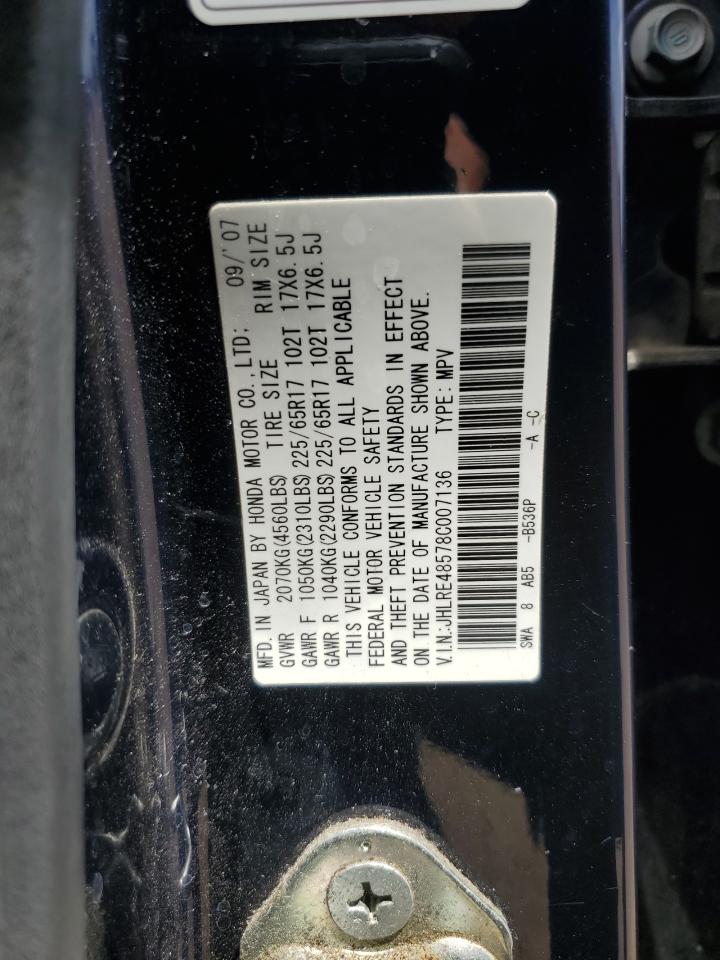 MFD. IN JAPAN BY HONDA MOTOR CO., LTD: 09/'07
GVWR 2070KG(4560LBS) TIRE SIZE RIM SIZE
GAWR F 1050KG(2310LBS) 225/65R17 102T 17X6.5J
GAWR R 1040KG(2290LBS) 225/65R17 102T 17X6.5J
THIS VEHICLE CONFORMS TO ALL APPLICABLE
FEDERAL MOTOR VEHICLE SAFETY
AND THEFT PREVENTION STANDARDS IN EFFECT
ON THE DATE OF MANUFACTURE SHOWN ABOVE.
V.I.N.:JHLRE48578C007136 TYPE: MPV
SWA 8 AB5 -B536P -A -C
10